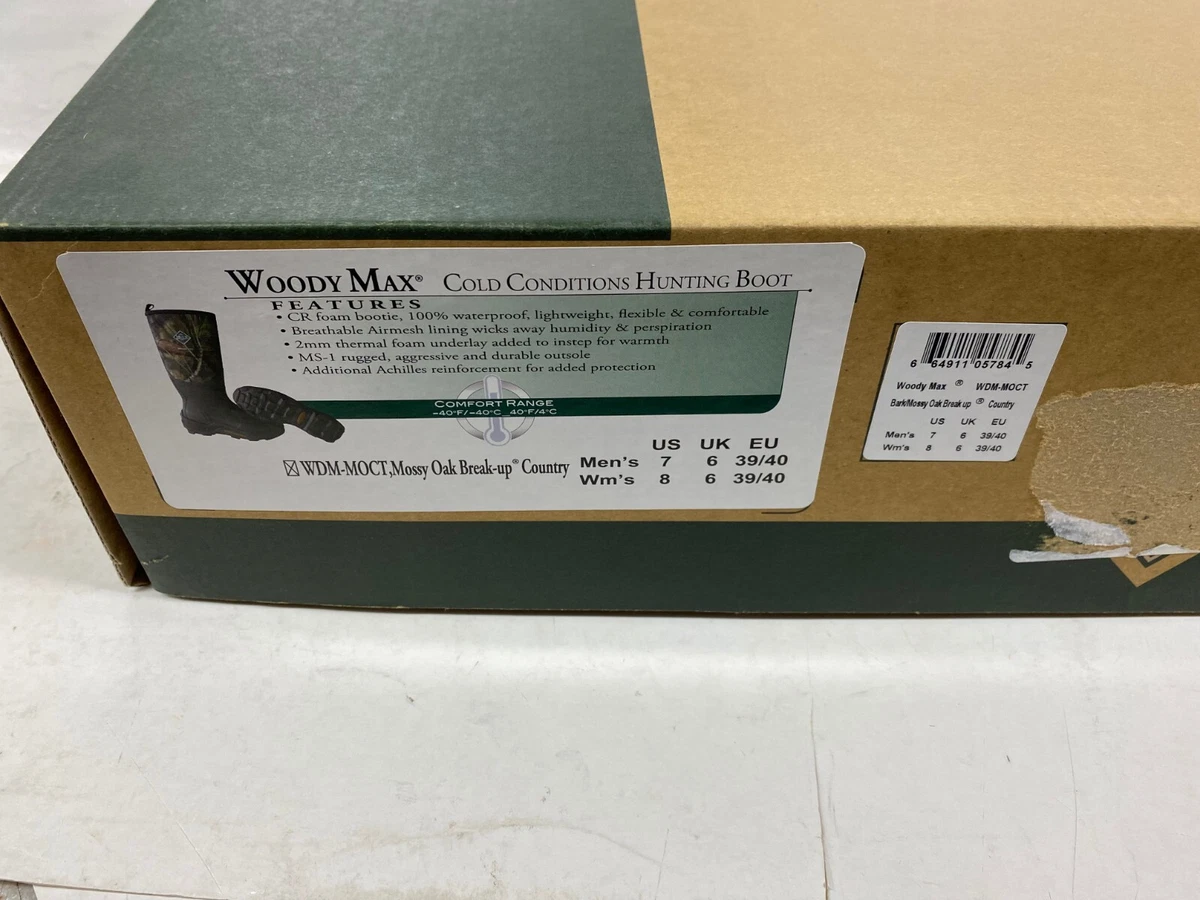 WOODY MAX® COLD CONDITIONS HUNTING BOOT
FEATURES
• CR foam bootie, 100% waterproof, lightweight, flexible & comfortable
• Breathable Airmesh lining wicks away humidity & perspiration
• 2mm thermal foam underlay added to instep for warmth
• MS-1 rugged, aggressive and durable outsole
• Additional Achilles reinforcement for added protection
COMFORT RANGE
-40°F/-40°C_40°F/4°C
US UK EU
☒ WDM-MOCT,Mossy Oak Break-up® Country Men's 7 6 39/40
Wm's 8 6 39/40
6 64911 05784 5
Woody Max ® WDM-MOCT
Bark/Mossy Oak Break up ® Country
US UK EU
Men's 7 6 39/40
Wm's 8 6 39/40